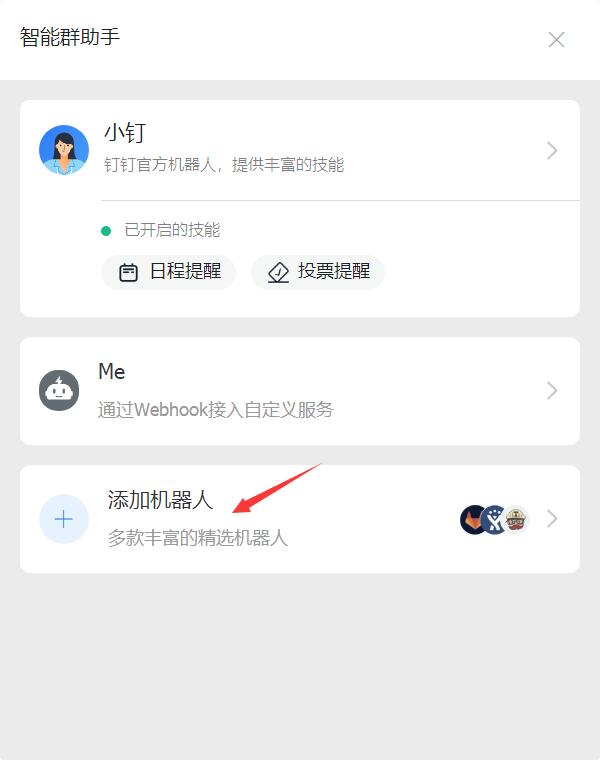 智能群助手
小钉
钉钉官方机器人，提供丰富的技能
已开启的技能
日程提醒
投票提醒
Me
通过Webhook接入自定义服务
添加机器人
多款丰富的精选机器人